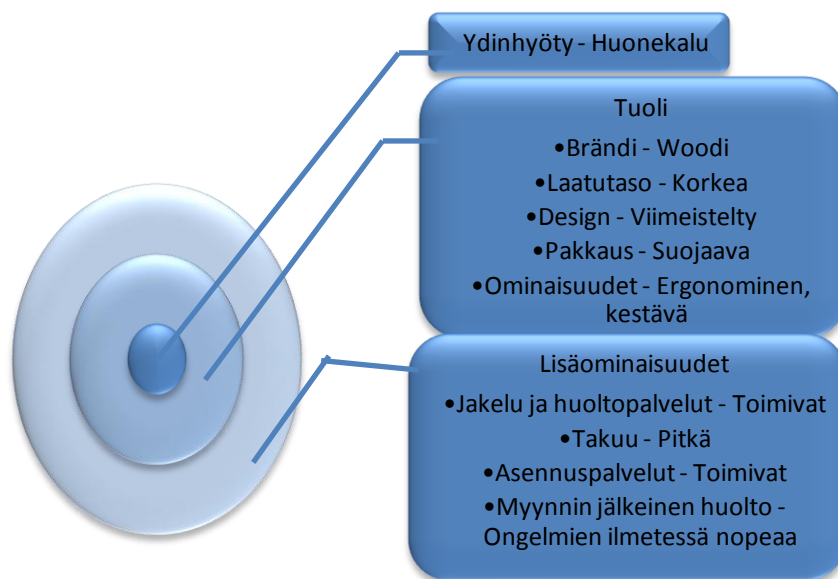 Ydinhyöty - Huonekalu
Tuoli
•Brändi - Woodi
•Laatutaso - Korkea
•Design - Viimeistelty
•Pakkaus - Suojaava
•Ominaisuudet - Ergonominen,
kestävä
Lisäominaisuudet
•Jakelu ja huoltopalvelut - Toimivat
•Takuu - Pitkä
•Asennuspalvelut - Toimivat
•Myynnin jälkeinen huolto -
Ongelmien ilmetessä nopeaa